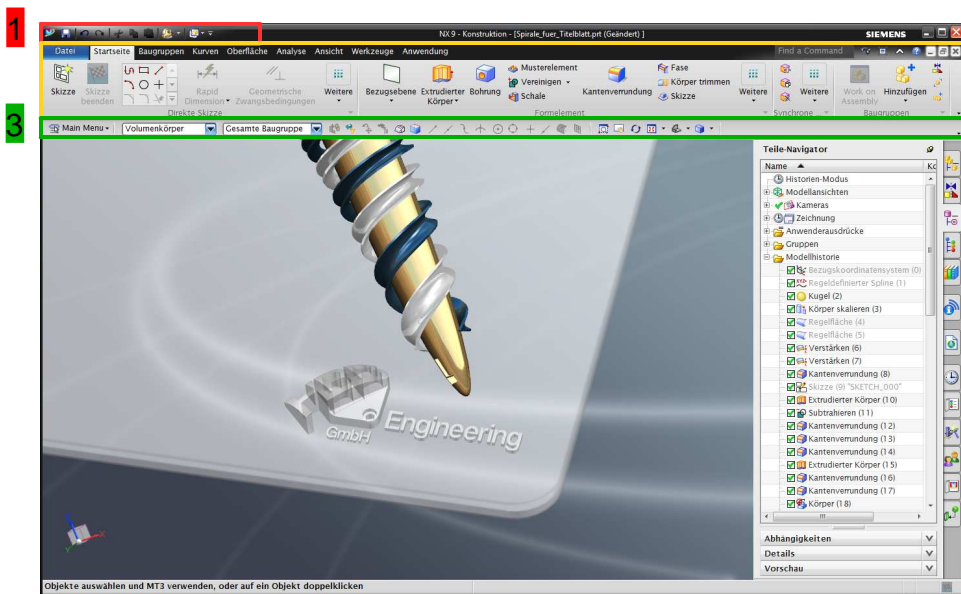 1
NX 9 - Konstruktion - [Spirale_fuer_Titelblatt.prt (Geändert) ]
SIEMENS
Datei Startseite Baugruppen Kurven Oberfläche Analyse Ansicht Werkzeuge Anwendung
Find a Command
Skizze
Skizze beenden
Rapid Dimension
Geometrische Zwangsbedingungen
Weitere
Direkte Skizze
Bezugsebene
Extrudierter Körper
Bohrung
Musterelement
Vereinigen
Schale
Kantenverrundung
Fase
Körper trimmen
Skizze
Weitere
Formelement
Weitere
Synchrone ...
Work on Assembly
Hinzufügen
Baugruppen
3
Main Menu
Volumenkörper
Gesamte Baugruppe
Teile-Navigator
Name
Kc
Historien-Modus
Modellansichten
Kameras
Zeichnung
Anwenderausdrücke
Gruppen
Modellhistorie
Bezugskoordinatensystem (0)
Regeldefinierter Spline (1)
Kugel (2)
Körper skalieren (3)
Regelfläche (4)
Regelfläche (5)
Verstärken (6)
Verstärken (7)
Kantenverrundung (8)
Skizze (9) "SKETCH_000"
Extrudierter Körper (10)
Subtrahieren (11)
Kantenverrundung (12)
Kantenverrundung (13)
Kantenverrundung (14)
Extrudierter Körper (15)
Kantenverrundung (16)
Kantenverrundung (17)
Körper (18)
GmbH Engineering
Abhängigkeiten
Details
Vorschau
Objekte auswählen und MT3 verwenden, oder auf ein Objekt doppelklicken